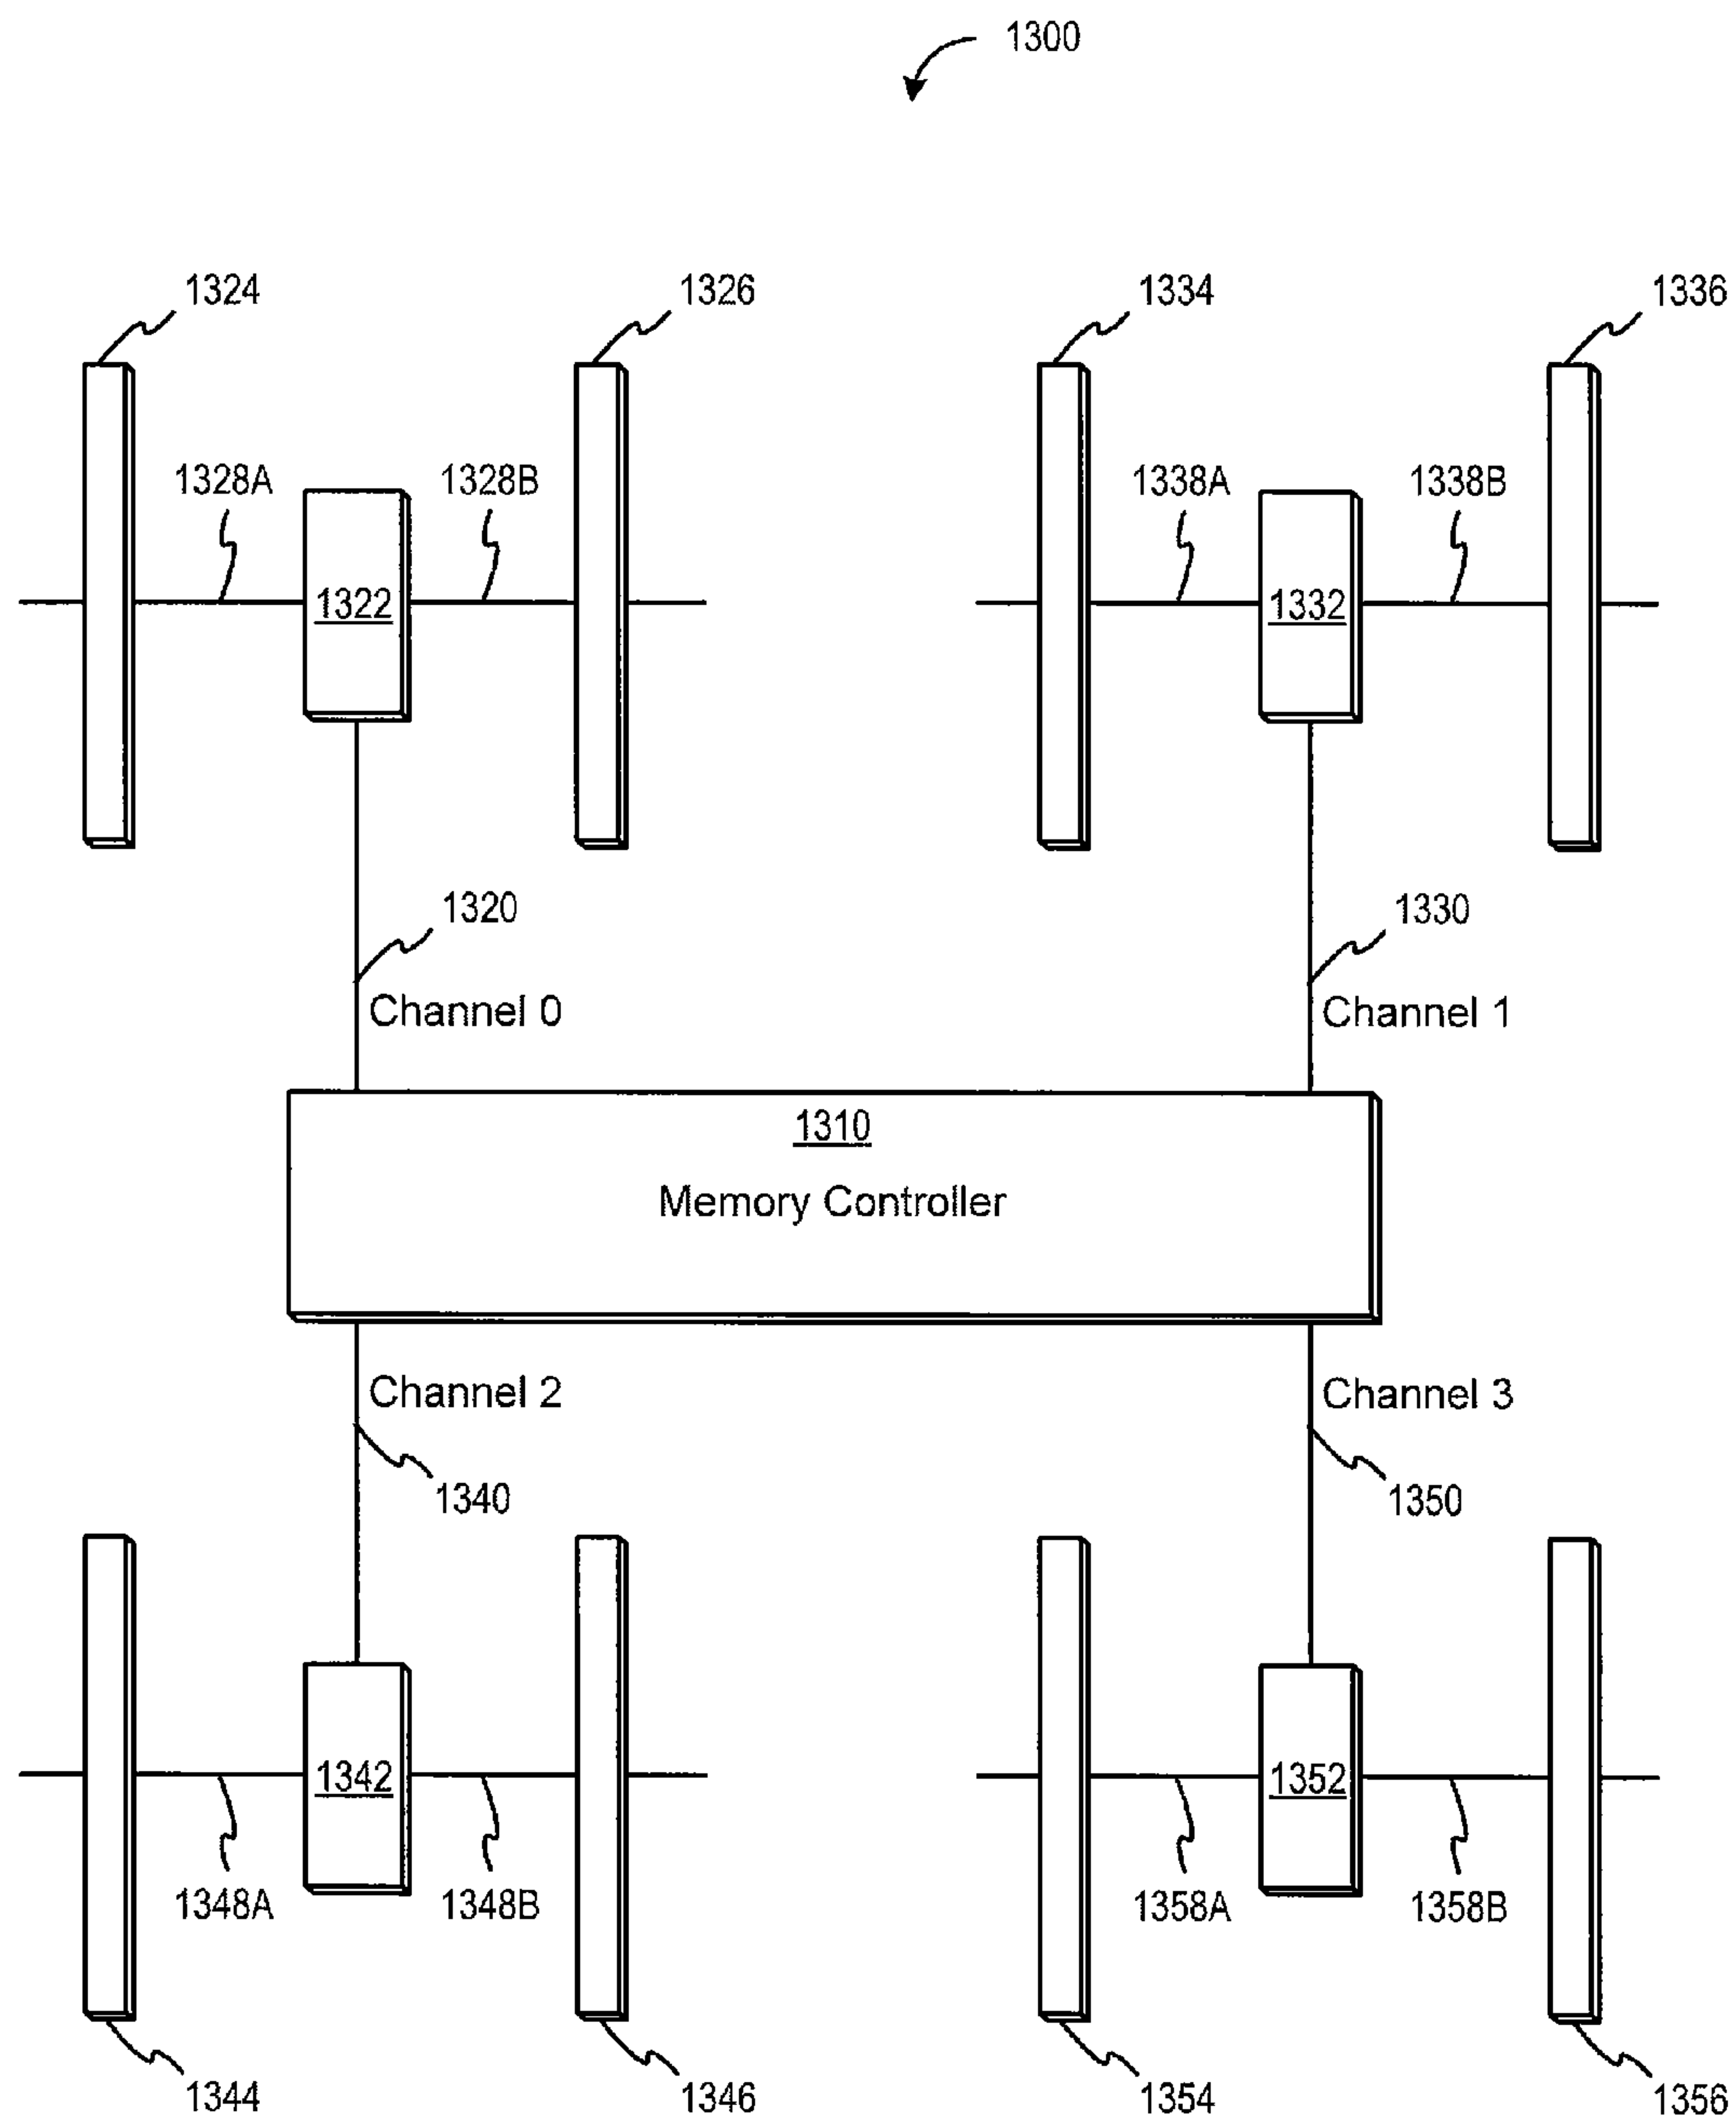 1300
1324
1326
1334
1336
1328A
1328B
1338A
1338B
1322
1332
1320
1330
Channel 0
Channel 1
1310
Memory Controller
Channel 2
Channel 3
1340
1350
1342
1352
1348A
1348B
1358A
1358B
1344
1346
1354
1356